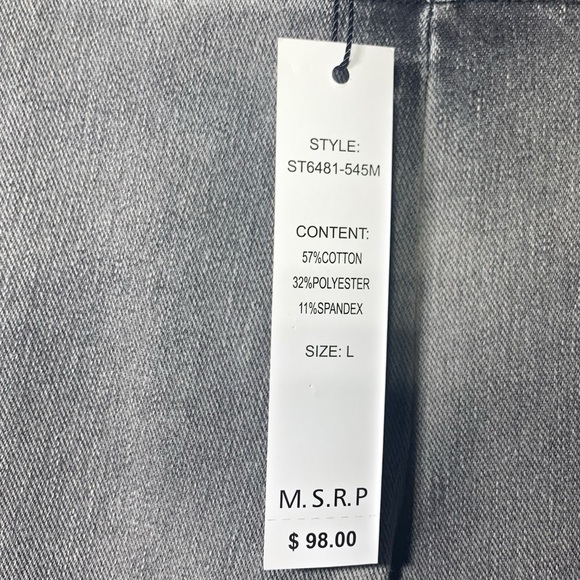 STYLE:
ST6481-545M
CONTENT:
57%COTTON
32%POLYESTER
11%SPANDEX
SIZE: L
M. S. R. P
$ 98.00